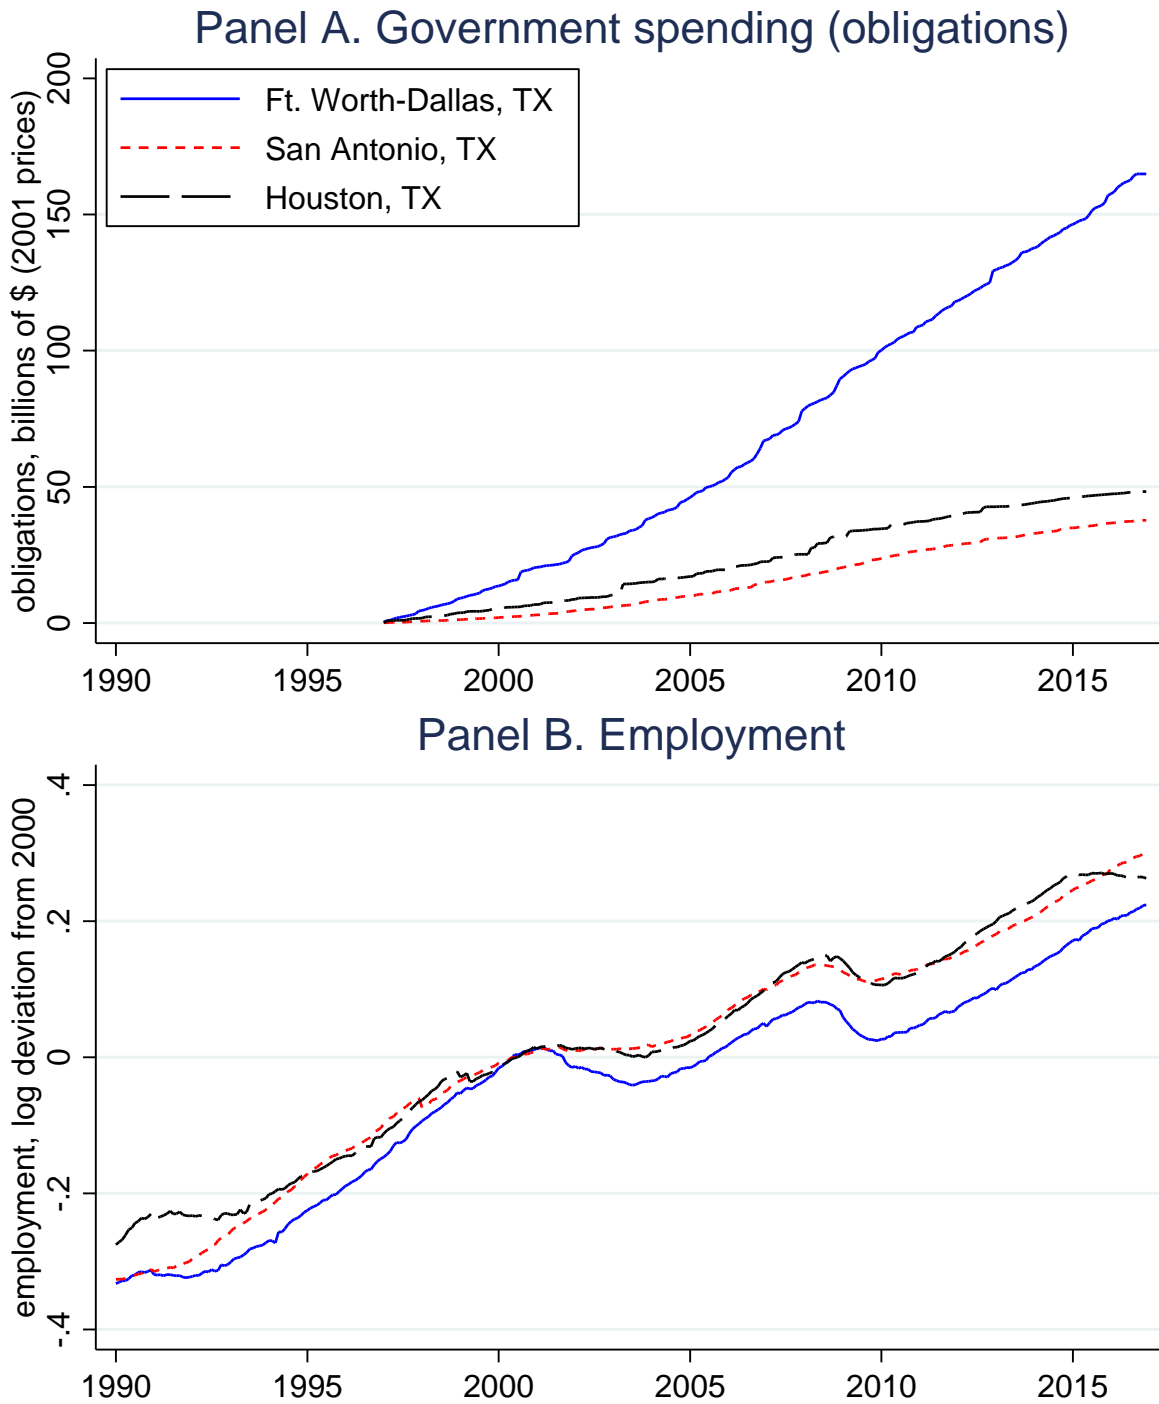 Panel A. Government spending (obligations)
obligations, billions of $ (2001 prices)
200
150
100
50
0
Ft. Worth-Dallas, TX
San Antonio, TX
Houston, TX
1990 1995 2000 2005 2010 2015
Panel B. Employment
employment, log deviation from 2000
.4
.2
0
-.2
-.4
1990 1995 2000 2005 2010 2015